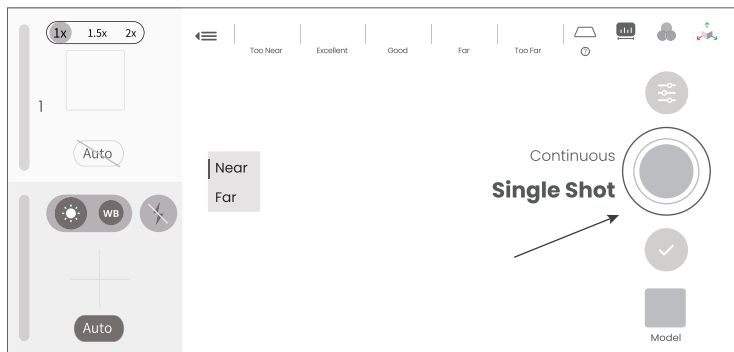 1x 1.5x 2x
Too Near Excellent Good Far Too Far ?
1
Auto
Near
Far
Continuous
Single Shot
WB
Auto
Model